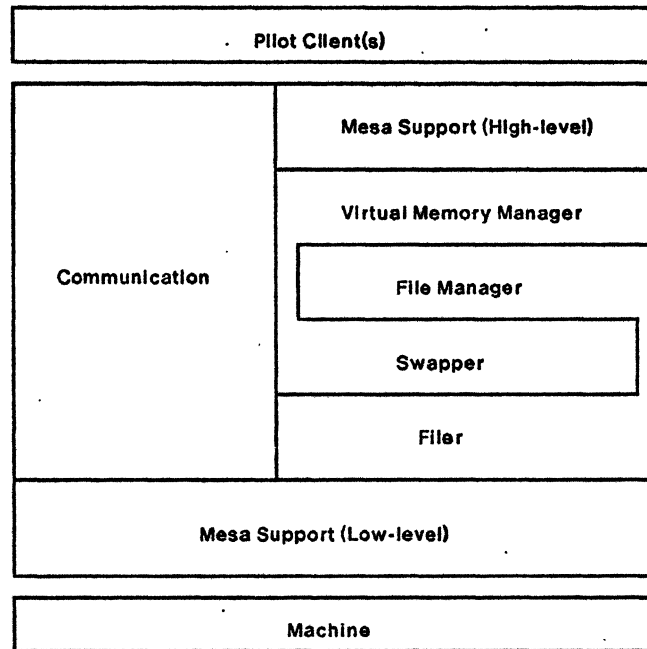 Pilot Client(s)
Mesa Support (High-level)
Virtual Memory Manager
Communication
File Manager
Swapper
Filer
Mesa Support (Low-level)
Machine